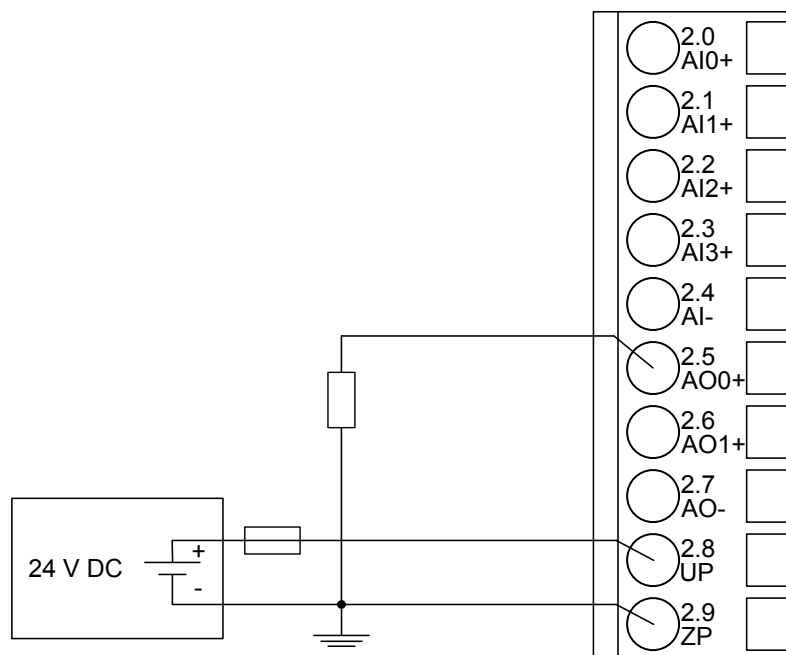 2.0
AI0+
2.1
AI1+
2.2
AI2+
2.3
AI3+
2.4
AI-
2.5
AO0+
2.6
AO1+
2.7
AO-
24 V DC
+
-
2.8
UP
2.9
ZP